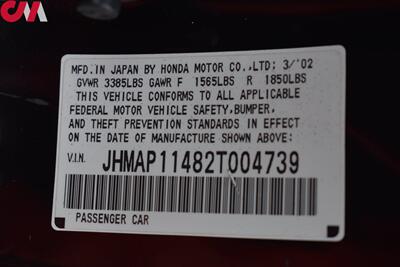 CM
MFD. IN JAPAN BY HONDA MOTOR CO., LTD; 3/'02
GVWR 3385LBS GAWR F 1565LBS R 1850LBS
THIS VEHICLE CONFORMS TO ALL APPLICABLE
FEDERAL MOTOR VEHICLE SAFETY, BUMPER,
AND THEFT PREVENTION STANDARDS IN EFFECT
ON THE DATE OF MANUFACTURE SHOWN ABOVE:
V.I.N. JHMAP11482T004739
PASSENGER CAR